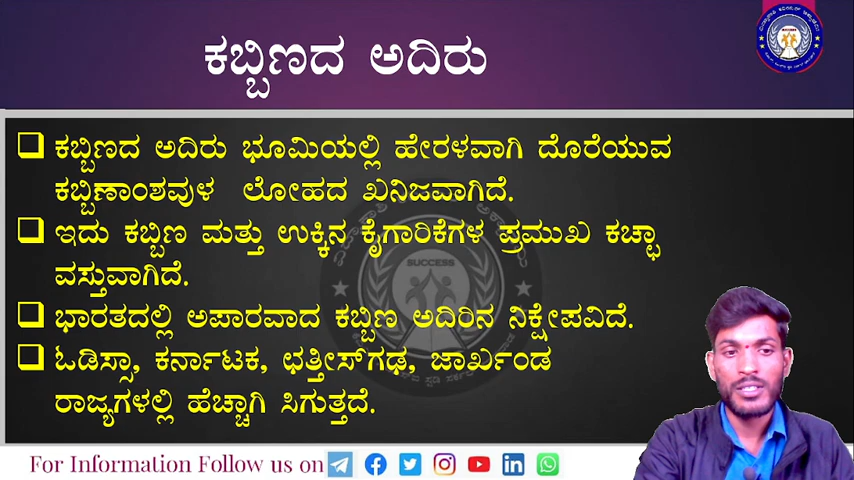 ಕಬ್ಬಿಣದ ಅದಿರು
SUCCESS
ಕಬ್ಬಿಣದ ಅದಿರು ಭೂಮಿಯಲ್ಲಿ ಹೇರಳವಾಗಿ ದೊರೆಯುವ
ಕಬ್ಬಿಣಾಂಶವುಳ ಲೋಹದ ಖನಿಜವಾಗಿದೆ.
ಇದು ಕಬ್ಬಿಣ ಮತ್ತು ಉಕ್ಕಿನ ಕೈಗಾರಿಕೆಗಳ ಪ್ರಮುಖ ಕಚ್ಛಾ
ವಸ್ತುವಾಗಿದೆ.
SUCCESS
ಭಾರತದಲ್ಲಿ ಅಪಾರವಾದ ಕಬ್ಬಿಣ ಅದಿರಿನ ನಿಕ್ಷೇಪವಿದೆ.
ಓಡಿಸ್ಸಾ, ಕರ್ನಾಟಕ, ಛತ್ತೀಸ್‌ಗಢ, ಜಾರ್ಖಂಡ
ರಾಜ್ಯಗಳಲ್ಲಿ ಹೆಚ್ಚಾಗಿ ಸಿಗುತ್ತದೆ.
For Information Follow us on